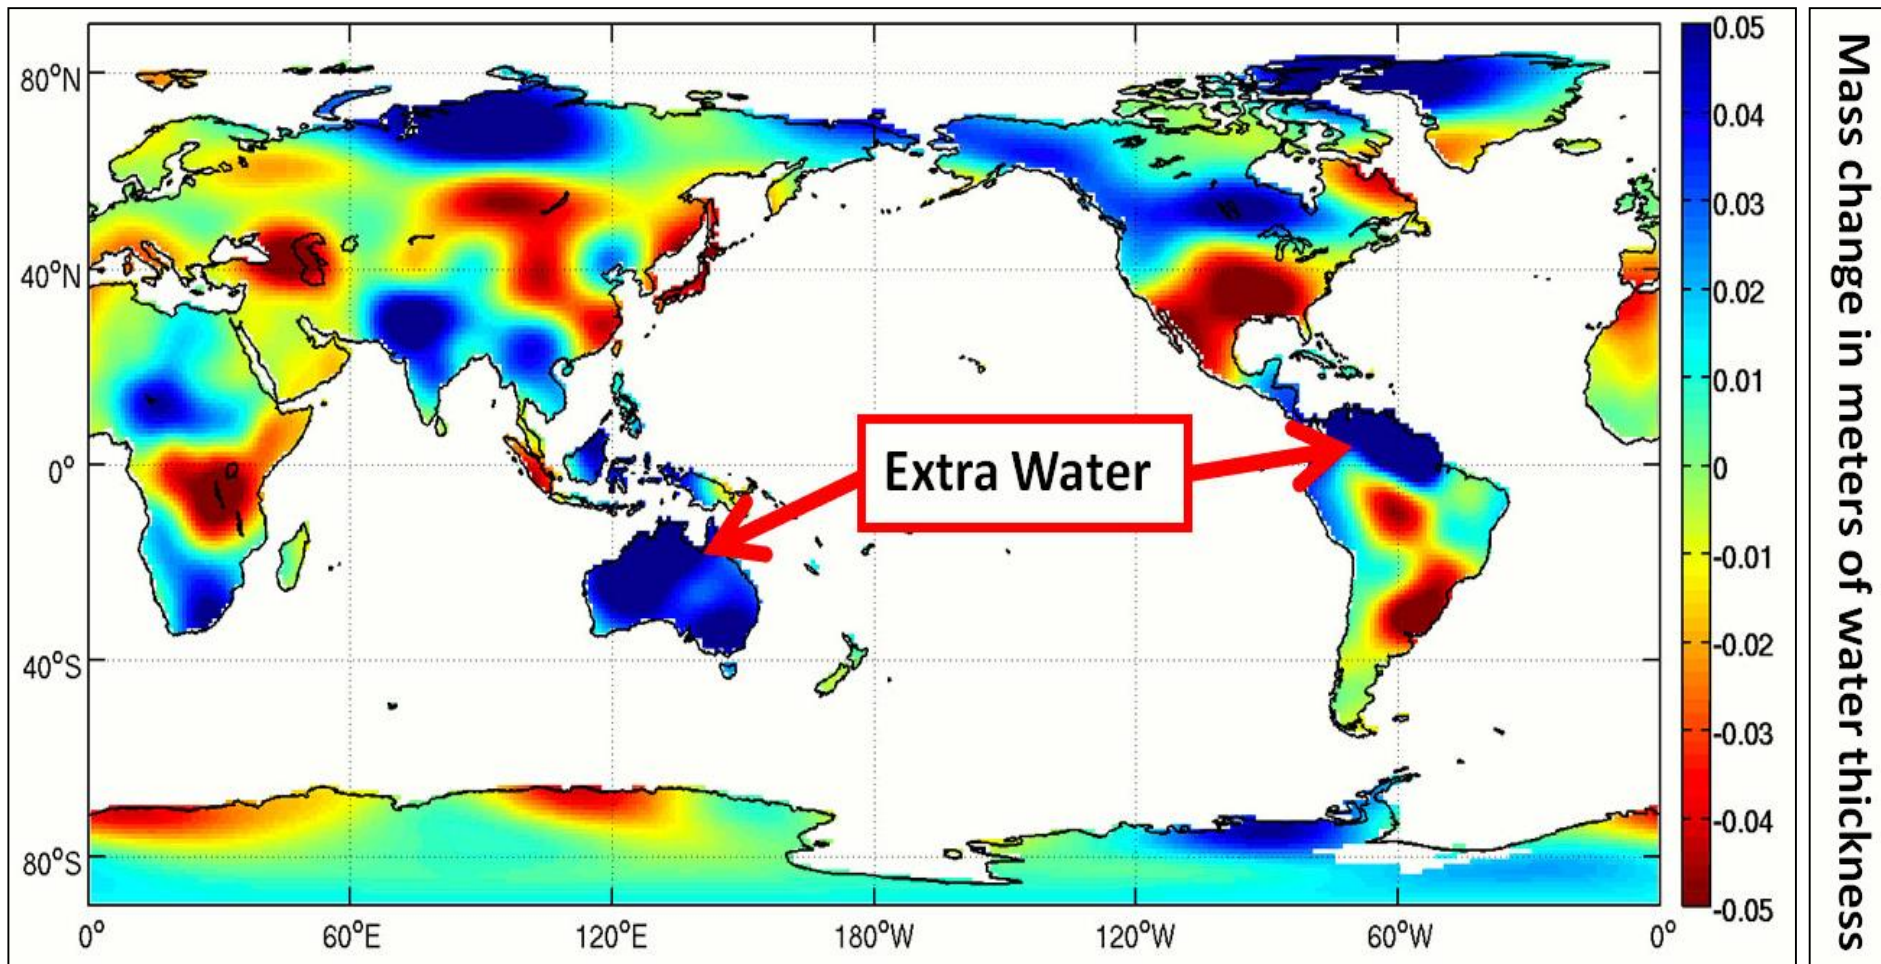 80°N
40°N
0°
40°S
80°S
0°
60°E
120°E
180°W
120°W
60°W
0°
Extra Water
0.05
0.04
0.03
0.02
0.01
0
-0.01
-0.02
-0.03
-0.04
-0.05
Mass change in meters of water thickness